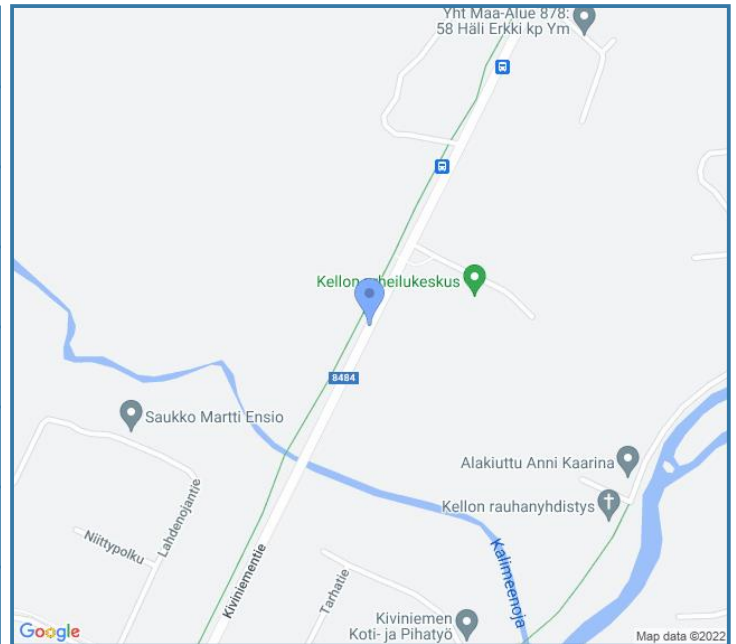 Yht Maa-Alue 878:
58 Häli Erkki kp Ym
Kellon
heilukeskus
8484
Saukko Martti Ensio
Alakiuttu Anni Kaarina
Kellon rauhanyhdistys
Lahdenojantie
Niittypolku
Kiviniementie
Tarhatie
Kalimeenoja
Kiviniemen
Koti- ja Pihatyö
Google
Map data ©2022